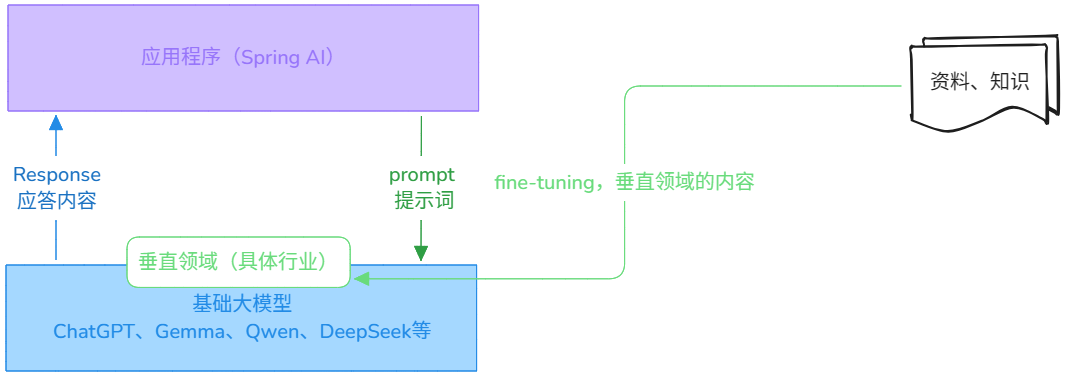 应用程序（Spring AI）
资料、知识
Response
应答内容
prompt
提示词
fine-tuning，垂直领域的内容
垂直领域（具体行业）
基础大模型
ChatGPT、Gemma、Qwen、DeepSeek等